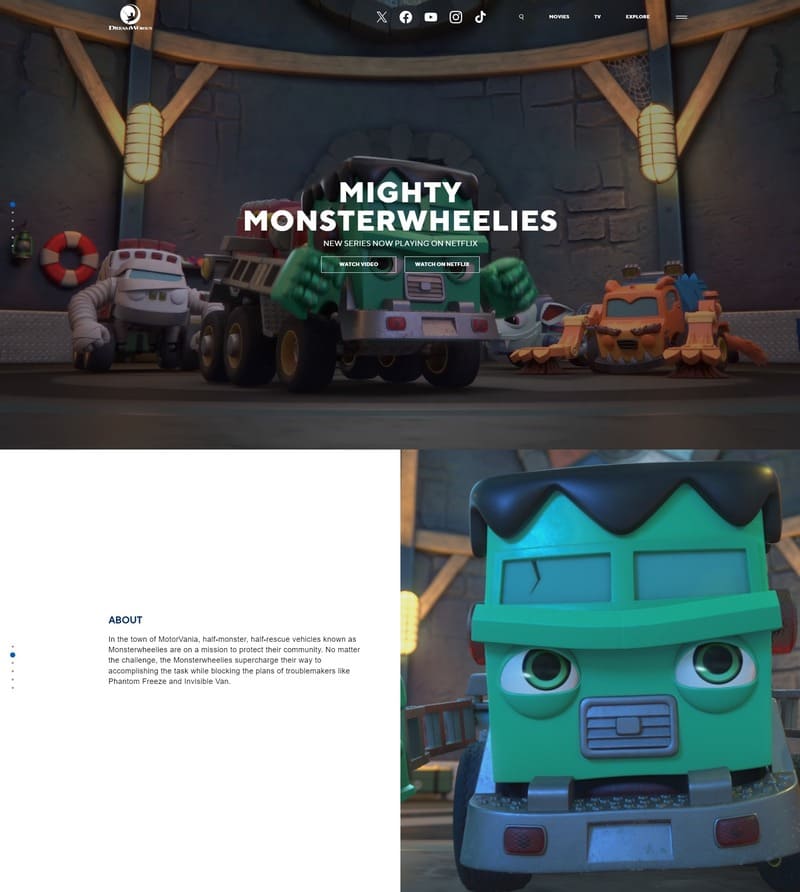 DREAMWORKS
MOVIES
TV
EXPLORE
MIGHTY
MONSTERWHEELIES
NEW SERIES NOW PLAYING ON NETFLIX
WATCH VIDEO
WATCH ON NETFLIX
ABOUT
In the town of MotorVania, half-monster, half-rescue vehicles known as
Monsterwheelies are on a mission to protect their community. No matter
the challenge, the Monsterwheelies supercharge their way to
accomplishing the task while blocking the plans of troublemakers like
Phantom Freeze and Invisible Van.